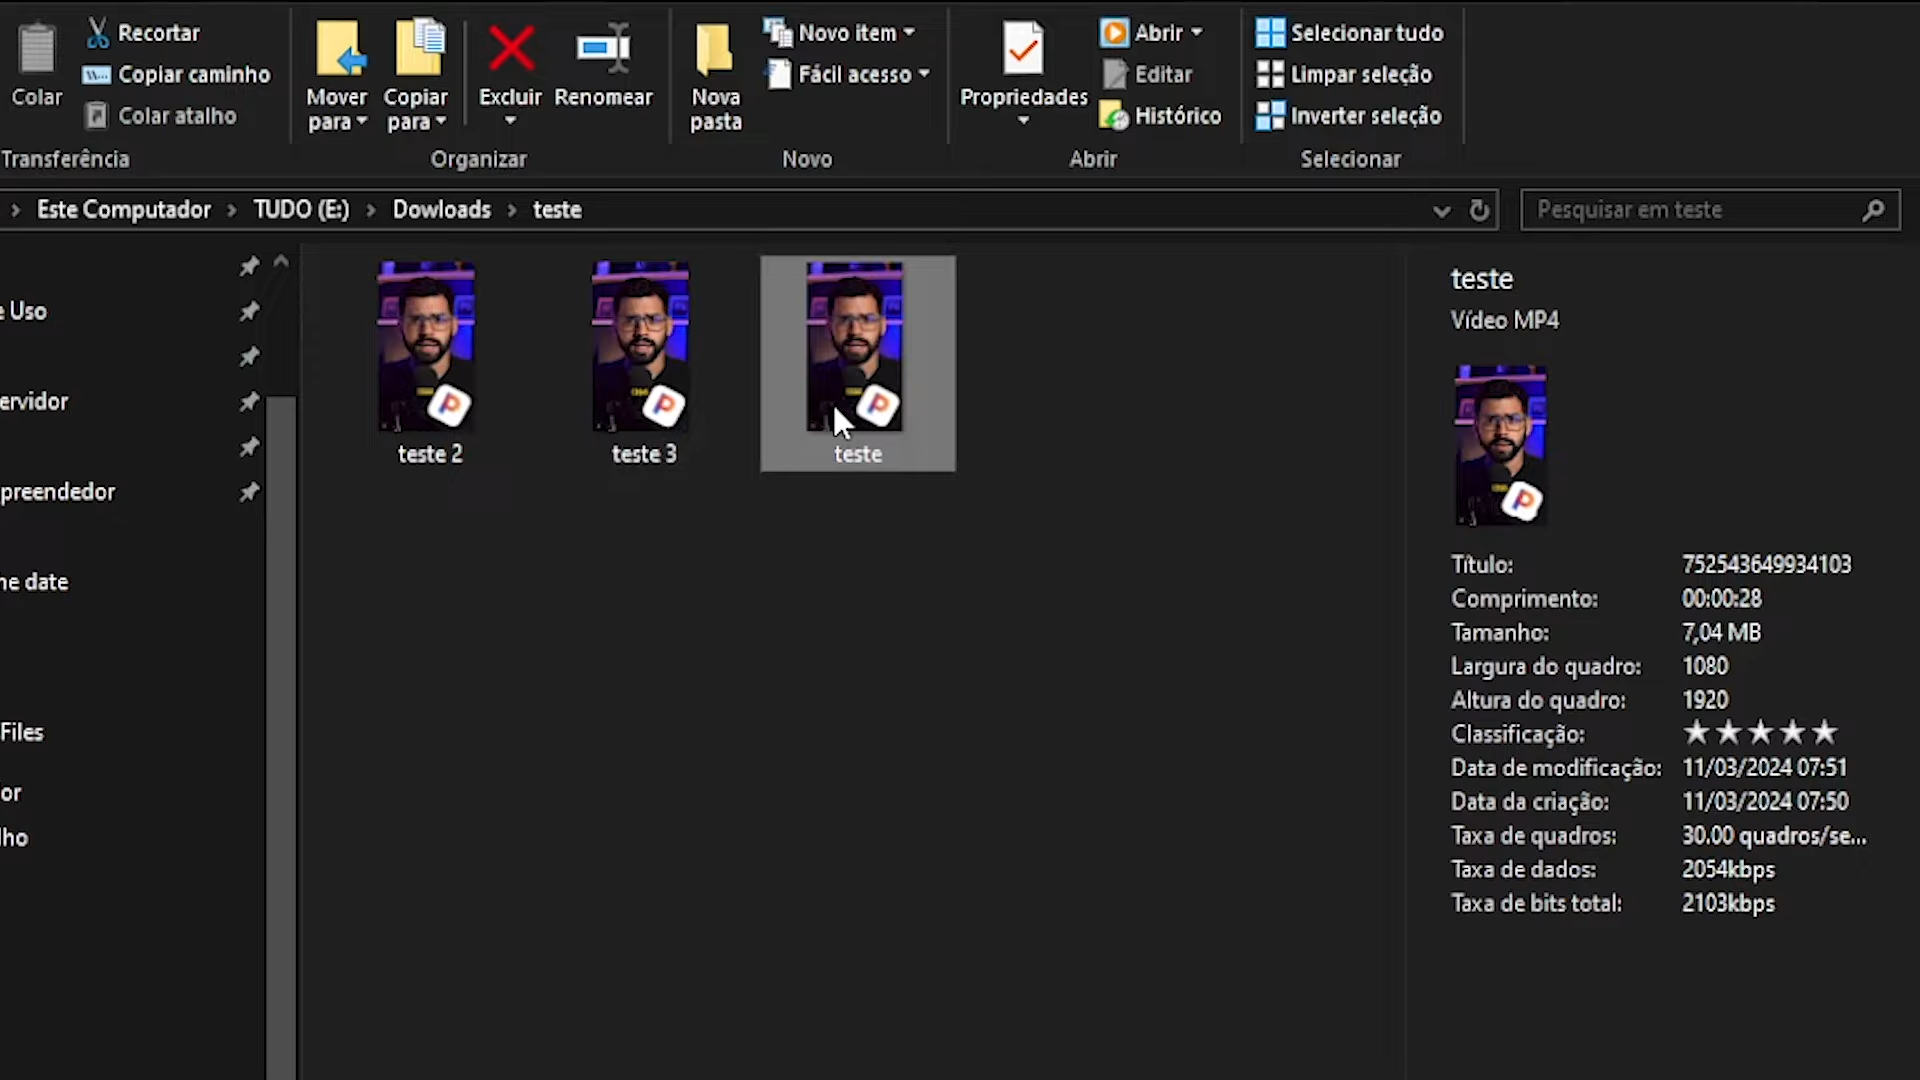 Recortar
Copiar caminho
Colar atalho
Colar
Transferência
Mover para
Copiar para
Excluir
Renomear
Organizar
Nova pasta
Novo item
Fácil acesso
Novo
Propriedades
Abrir
Editar
Histórico
Abrir
Selecionar tudo
Limpar seleção
Inverter seleção
Selecionar
Este Computador > TUDO (E:) > Dowloads > teste
Pesquisar em teste
e Uso
ervidor
preendedor
ne date
Files
or
lho
teste 2
teste 3
teste
teste
Vídeo MP4
Título: 752543649934103
Comprimento: 00:00:28
Tamanho: 7,04 MB
Largura do quadro: 1080
Altura do quadro: 1920
Classificação:
Data de modificação: 11/03/2024 07:51
Data da criação: 11/03/2024 07:50
Taxa de quadros: 30.00 quadros/se...
Taxa de dados: 2054kbps
Taxa de bits total: 2103kbps